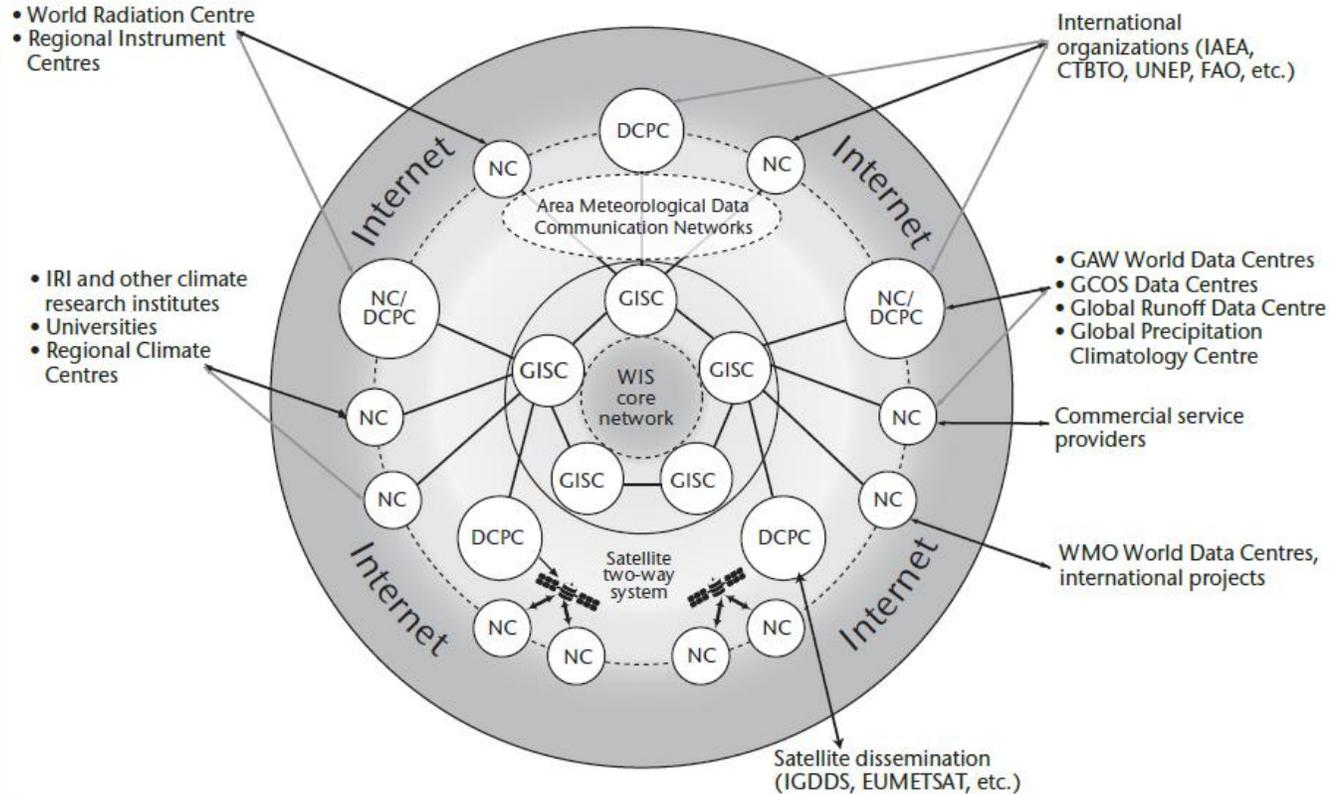 • World Radiation Centre
• Regional Instrument
Centres
International
organizations (IAEA,
CTBTO, UNEP, FAO, etc.)
DCPC
NC
NC
Internet
Internet
Area Meteorological Data
Communication Networks
• IRI and other climate
research institutes
• Universities
• Regional Climate
Centres
NC/
DCPC
GISC
NC/
DCPC
• GAW World Data Centres
• GCOS Data Centres
• Global Runoff Data Centre
• Global Precipitation
Climatology Centre
GISC
GISC
WIS
core
network
NC
NC
Commercial service
providers
GISC
GISC
NC
NC
DCPC
DCPC
Satellite
two-way
system
WMO World Data Centres,
international projects
Internet
Internet
NC
NC
NC
NC
Satellite dissemination
(IGDDS, EUMETSAT, etc.)